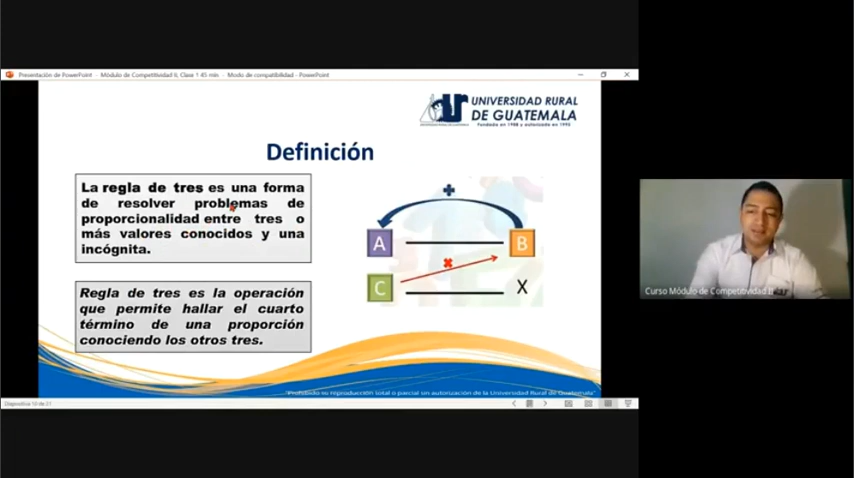 Presentación de PowerPoint - Módulo de Competitividad II, Clase 1 45 min - Modo de compatibilidad - PowerPoint
UNIVERSIDAD RURAL
DE GUATEMALA
Fundada en 1988 y autorizada en 1995
Definición
La regla de tres es una forma
de resolver problemas de
proporcionalidad entre tres o
más valores conocidos y una
incógnita.
A
B
C
X
Regla de tres es la operación
que permite hallar el cuarto
término de una proporción
conociendo los otros tres.
Curso Módulo de Competitividad II
"Prohibido su reproducción total o parcial sin autorización de la Universidad Rural de Guatemala"